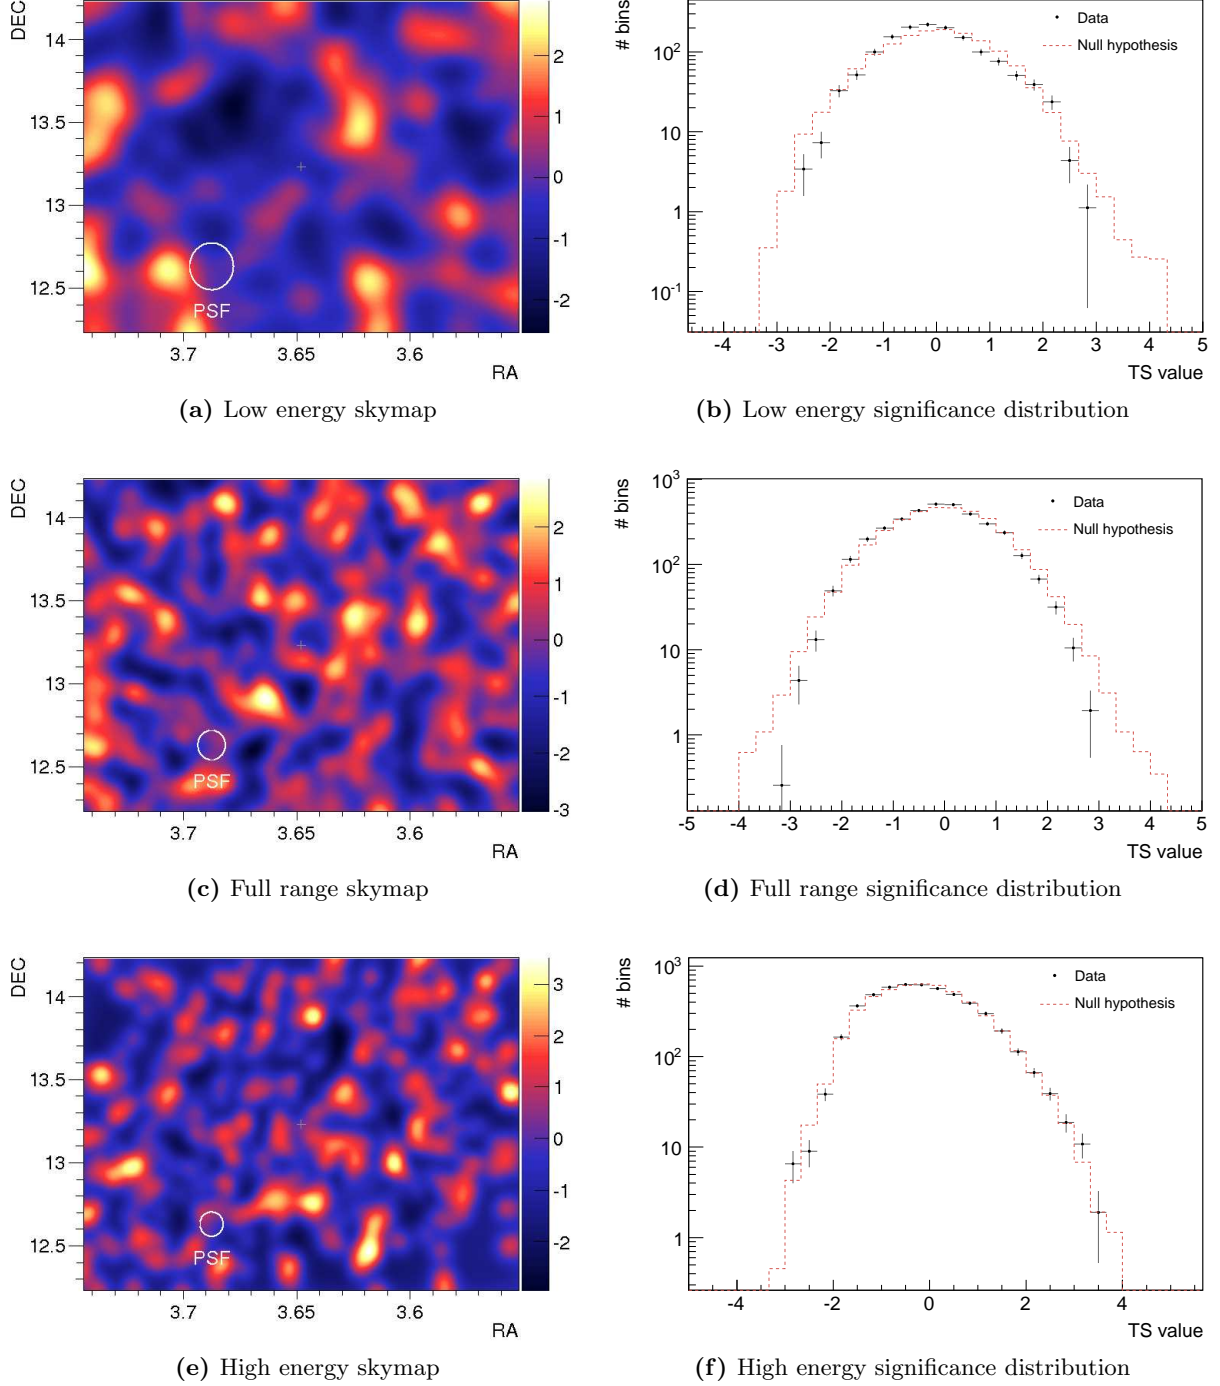 DEC
14
13.5
13
12.5
PSF
3.7
3.65
3.6
RA
2
1
0
-1
-2
(a) Low energy skymap
# bins
10²
10
1
10⁻¹
-4
-3
-2
-1
0
1
2
3
4
5
TS value
Data
Null hypothesis
(b) Low energy significance distribution
DEC
14
13.5
13
12.5
PSF
3.7
3.65
3.6
RA
2
1
0
-1
-2
-3
(c) Full range skymap
# bins
10³
10²
10
1
-5
-4
-3
-2
-1
0
1
2
3
4
5
TS value
Data
Null hypothesis
(d) Full range significance distribution
DEC
14
13.5
13
12.5
PSF
3.7
3.65
3.6
RA
3
2
1
0
-1
-2
(e) High energy skymap
# bins
10³
10²
10
1
-4
-2
0
2
4
TS value
Data
Null hypothesis
(f) High energy significance distribution